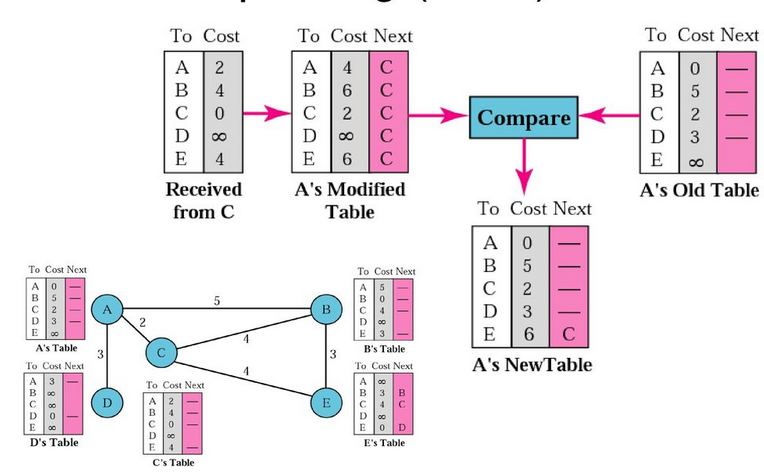 To Cost
A 2
B 4
C 0
D ∞
E 4
Received
from C
To Cost Next
A 4 C
B 6 C
C 2 C
D ∞ C
E 6 C
A's Modified
Table
Compare
To Cost Next
A 0 —
B 5 —
C 2 —
D 3 —
E ∞
A's Old Table
To Cost Next
A 0 —
B 5 —
C 2 —
D 3 —
E 6 C
A's NewTable
To Cost Next
A 0 —
B 5 —
C 2 —
D 3 —
E ∞
A's Table
A
5
B
2
C
4
3
3
4
D
E
To Cost Next
A 5 —
B 0 —
C 4 —
D ∞
E 3 —
B's Table
To Cost Next
A 3 —
B ∞
C ∞
D 0 —
E ∞
D's Table
To Cost Next
A 2 —
B 4 —
C 0 —
D ∞
E 4 —
C's Table
To Cost Next
A ∞
B 3 B
C 4 C
D ∞
E 0 D
E's Table